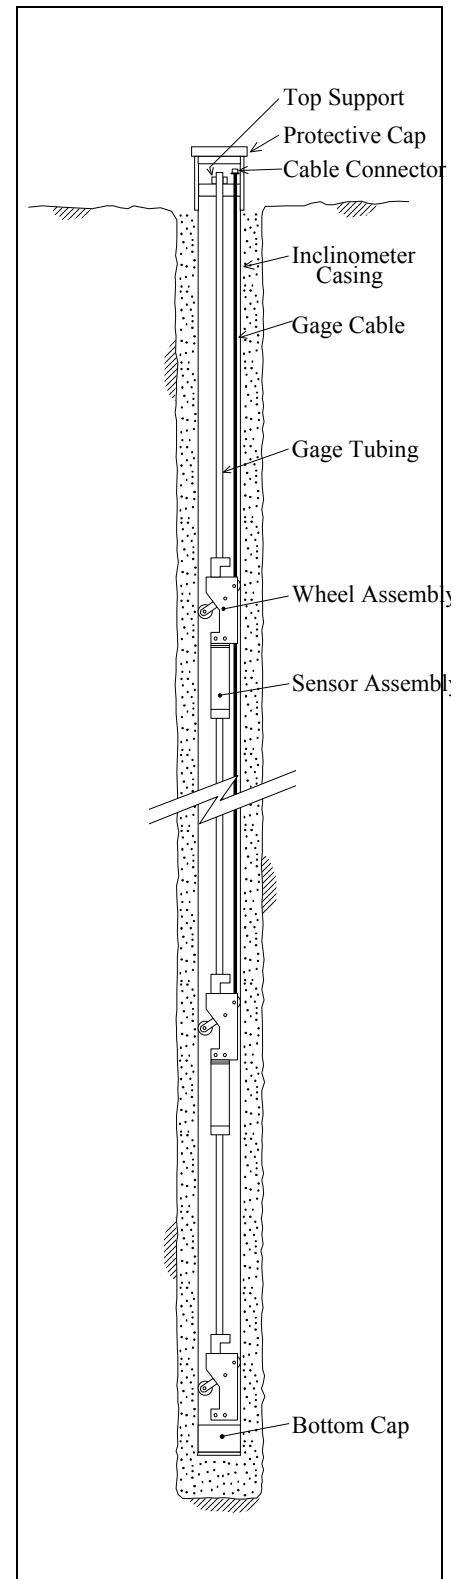 Top Support
Protective Cap
Cable Connector
Inclinometer
Casing
Gage Cable
Gage Tubing
Wheel Assembly
Sensor Assembly
Bottom Cap